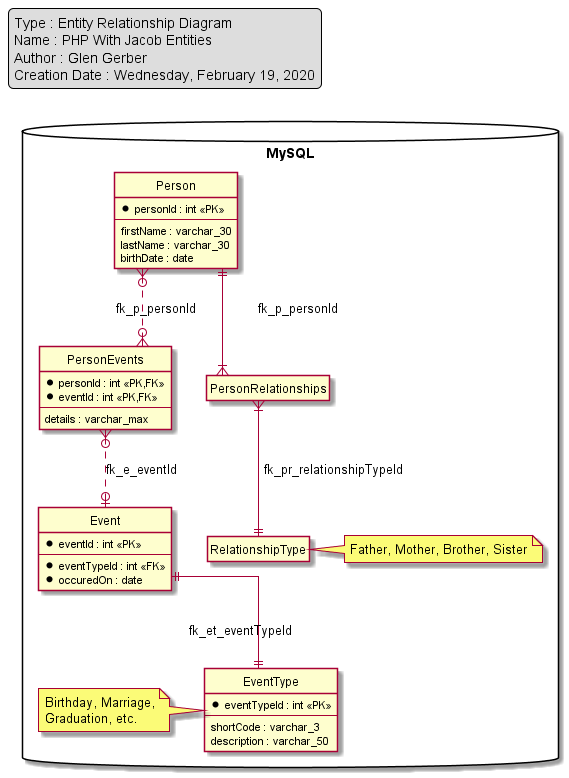 Type : Entity Relationship Diagram
Name : PHP With Jacob Entities
Author : Glen Gerber
Creation Date : Wednesday, February 19, 2020
MySQL
Person
personId : int «PK»
firstName : varchar_30
lastName : varchar_30
birthDate : date
fk_p_personId
fk_p_personId
PersonEvents
personId : int «PK,FK»
eventId : int «PK,FK»
details : varchar_max
PersonRelationships
fk_e_eventId
fk_pr_relationshipTypeId
Event
eventId : int «PK»
eventTypeId : int «FK»
occuredOn : date
RelationshipType
Father, Mother, Brother, Sister
fk_et_eventTypeId
EventType
eventTypeId : int «PK»
shortCode : varchar_3
description : varchar_50
Birthday, Marriage,
Graduation, etc.